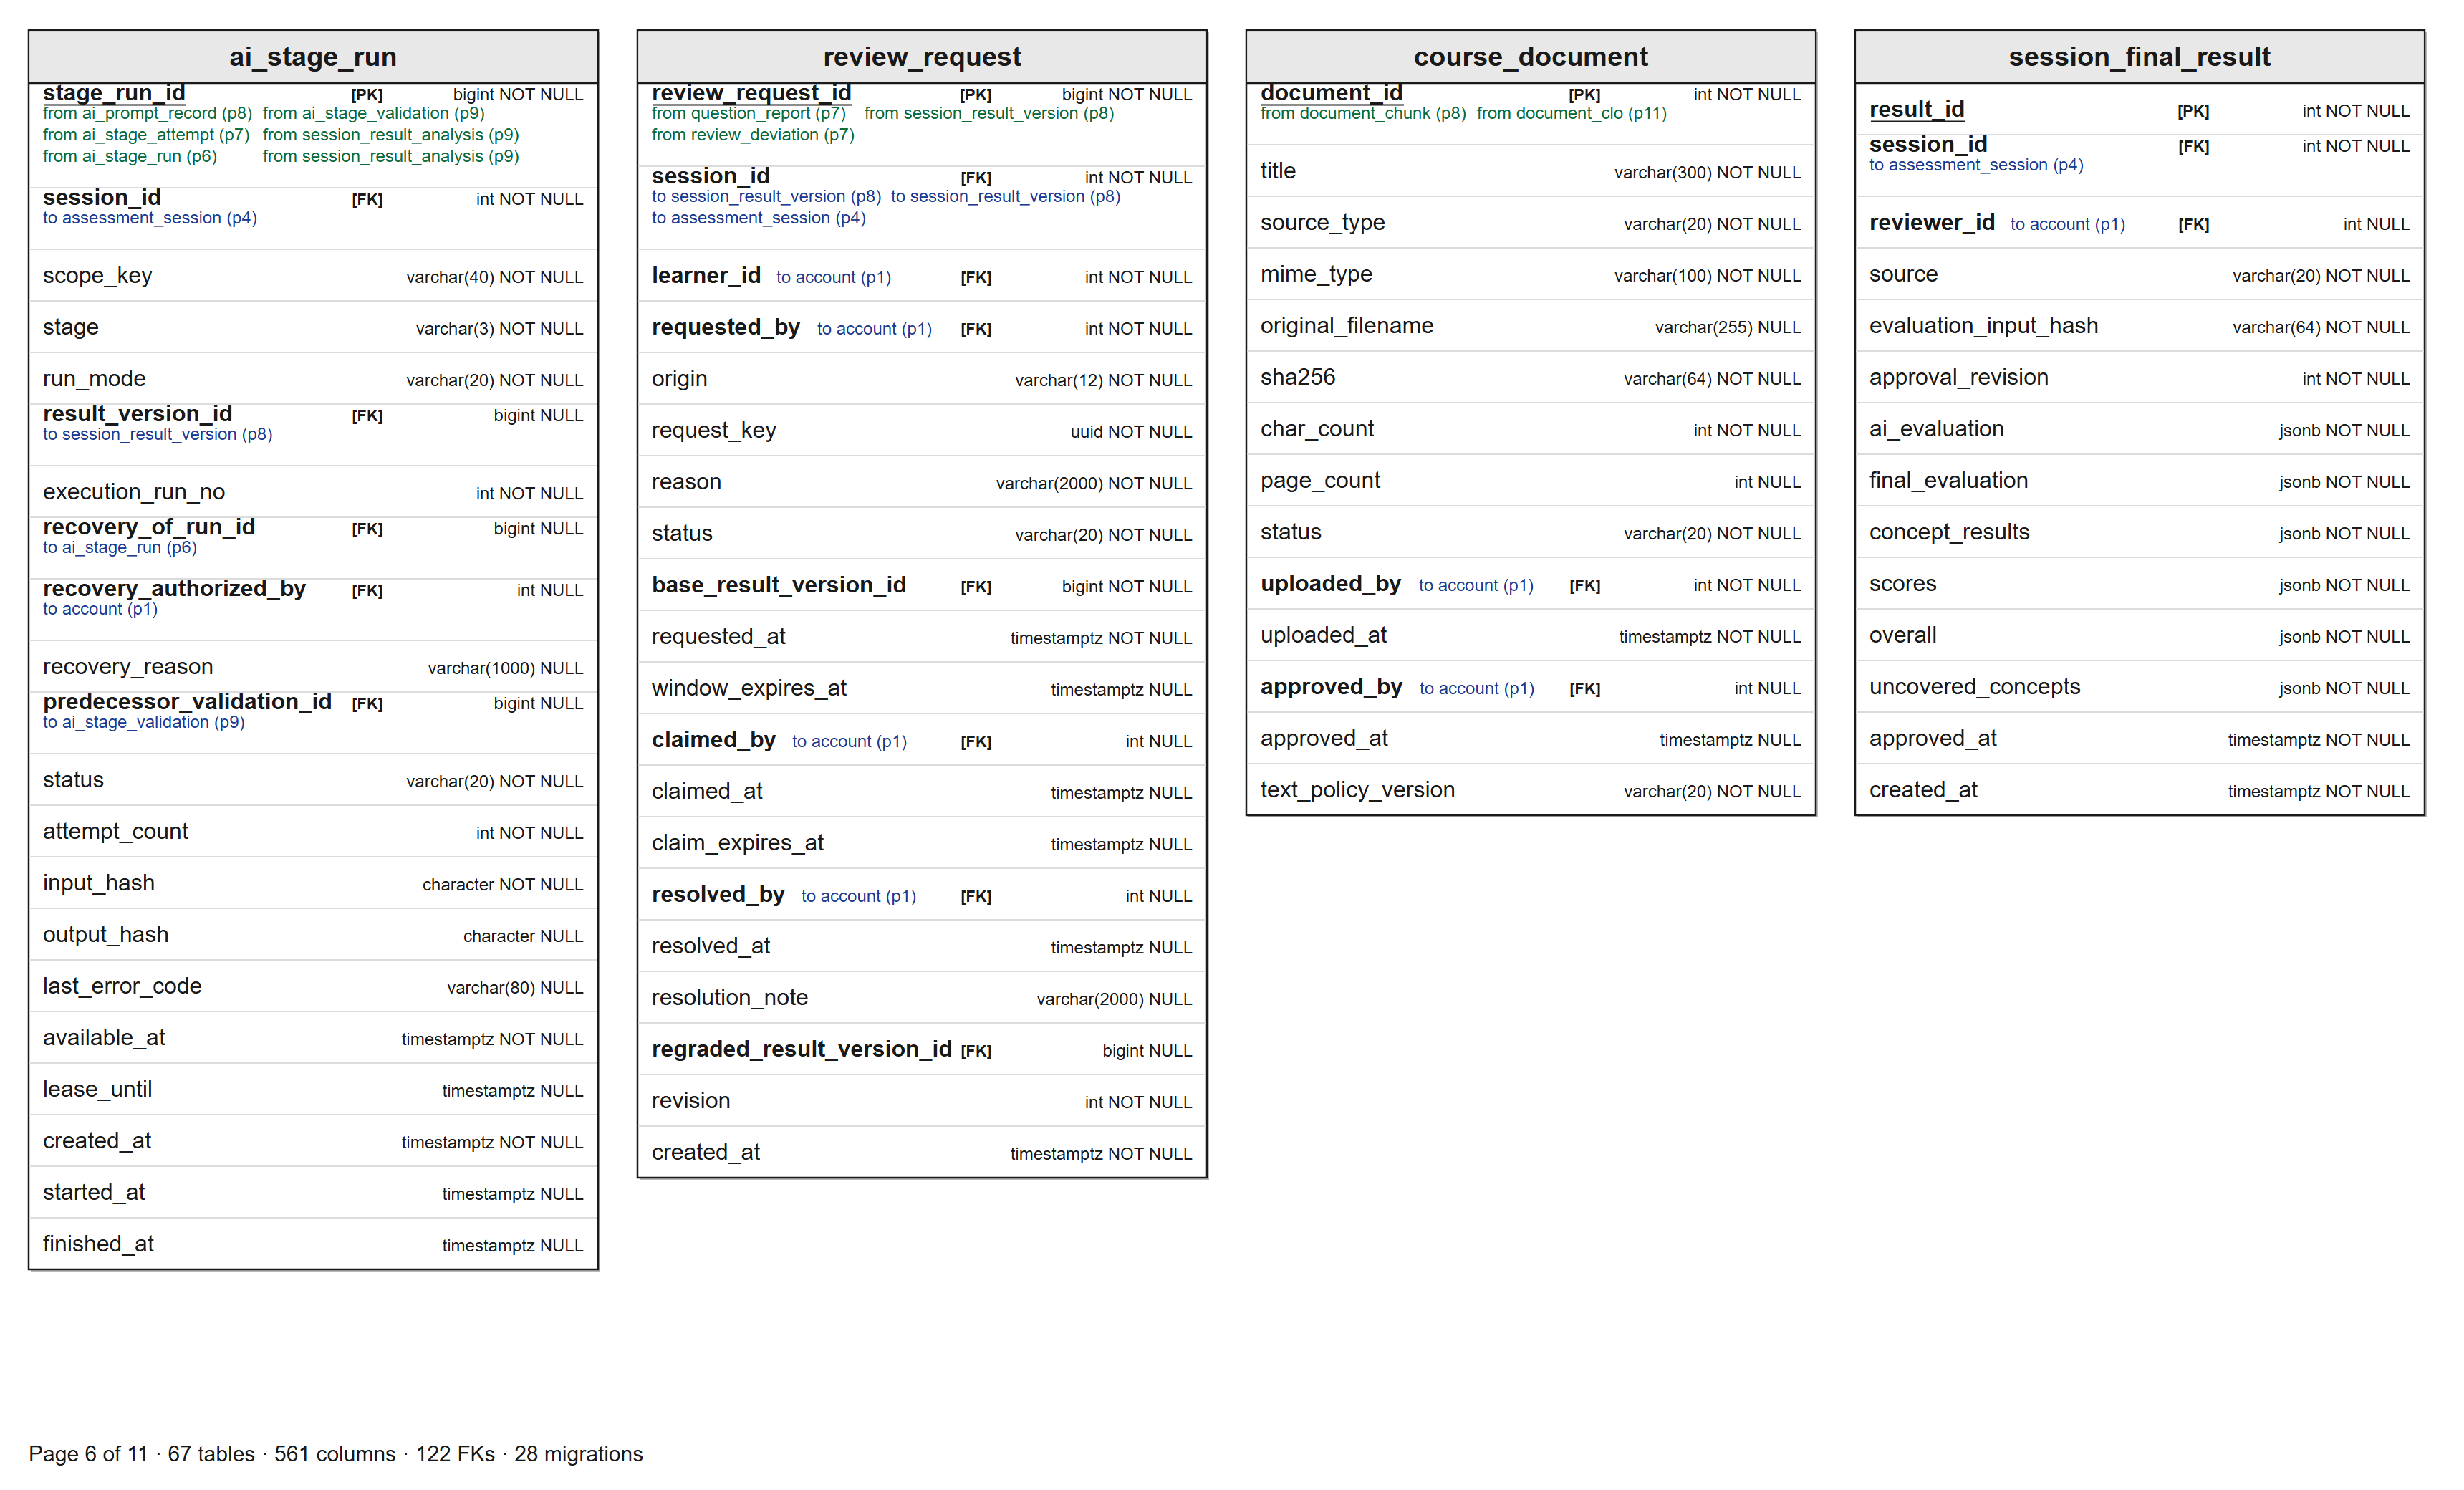 ai_stage_run
stage_run_id [PK] bigint NOT NULL
from ai_prompt_record (p8) from ai_stage_validation (p9)
from ai_stage_attempt (p7) from session_result_analysis (p9)
from ai_stage_run (p6) from session_result_analysis (p9)
session_id [FK] int NOT NULL
to assessment_session (p4)
scope_key varchar(40) NOT NULL
stage varchar(3) NOT NULL
run_mode varchar(20) NOT NULL
result_version_id [FK] bigint NULL
to session_result_version (p8)
execution_run_no int NOT NULL
recovery_of_run_id [FK] bigint NULL
to ai_stage_run (p6)
recovery_authorized_by [FK] int NULL
to account (p1)
recovery_reason varchar(1000) NULL
predecessor_validation_id [FK] bigint NULL
to ai_stage_validation (p9)
status varchar(20) NOT NULL
attempt_count int NOT NULL
input_hash character NOT NULL
output_hash character NULL
last_error_code varchar(80) NULL
available_at timestamptz NOT NULL
lease_until timestamptz NULL
created_at timestamptz NOT NULL
started_at timestamptz NULL
finished_at timestamptz NULL
review_request
review_request_id [PK] bigint NOT NULL
from question_report (p7) from session_result_version (p8)
from review_deviation (p7)
session_id [FK] int NOT NULL
to session_result_version (p8) to session_result_version (p8)
to assessment_session (p4)
learner_id to account (p1) [FK] int NOT NULL
requested_by to account (p1) [FK] int NOT NULL
origin varchar(12) NOT NULL
request_key uuid NOT NULL
reason varchar(2000) NOT NULL
status varchar(20) NOT NULL
base_result_version_id [FK] bigint NOT NULL
requested_at timestamptz NOT NULL
window_expires_at timestamptz NULL
claimed_by to account (p1) [FK] int NULL
claimed_at timestamptz NULL
claim_expires_at timestamptz NULL
resolved_by to account (p1) [FK] int NULL
resolved_at timestamptz NULL
resolution_note varchar(2000) NULL
regraded_result_version_id [FK] bigint NULL
revision int NOT NULL
created_at timestamptz NOT NULL
course_document
document_id [PK] int NOT NULL
from document_chunk (p8) from document_clo (p11)
title varchar(300) NOT NULL
source_type varchar(20) NOT NULL
mime_type varchar(100) NOT NULL
original_filename varchar(255) NULL
sha256 varchar(64) NOT NULL
char_count int NOT NULL
page_count int NULL
status varchar(20) NOT NULL
uploaded_by to account (p1) [FK] int NOT NULL
uploaded_at timestamptz NOT NULL
approved_by to account (p1) [FK] int NULL
approved_at timestamptz NULL
text_policy_version varchar(20) NOT NULL
session_final_result
result_id [PK] int NOT NULL
session_id [FK] int NOT NULL
to assessment_session (p4)
reviewer_id to account (p1) [FK] int NULL
source varchar(20) NOT NULL
evaluation_input_hash varchar(64) NOT NULL
approval_revision int NOT NULL
ai_evaluation jsonb NOT NULL
final_evaluation jsonb NOT NULL
concept_results jsonb NOT NULL
scores jsonb NOT NULL
overall jsonb NOT NULL
uncovered_concepts jsonb NOT NULL
approved_at timestamptz NOT NULL
created_at timestamptz NOT NULL
Page 6 of 11 · 67 tables · 561 columns · 122 FKs · 28 migrations